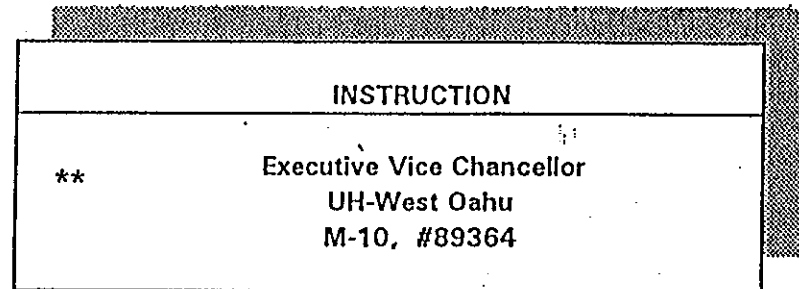 INSTRUCTION
** Executive Vice Chancellor
UH-West Oahu
M-10, #89364